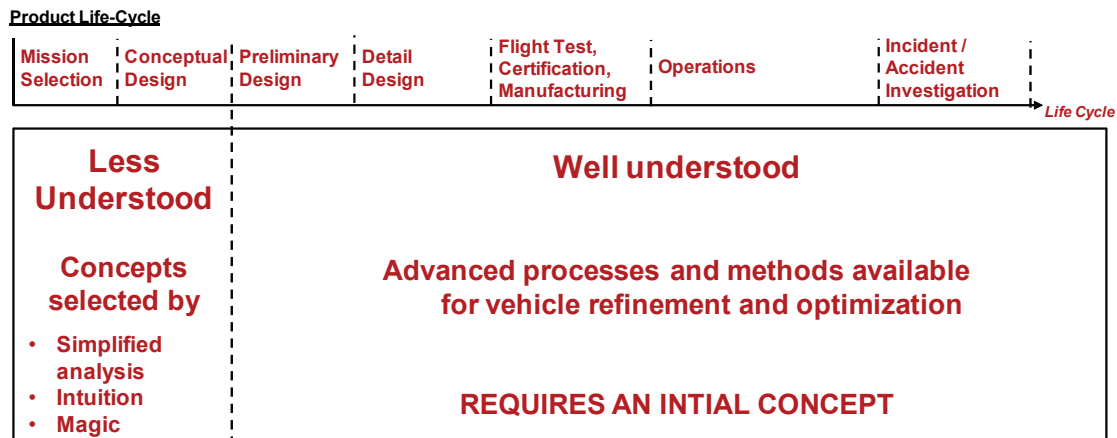 Product Life-Cycle
Mission
Selection
Conceptual
Design
Preliminary
Design
Detail
Design
Flight Test,
Certification,
Manufacturing
Operations
Incident /
Accident
Investigation
Life Cycle
Less
Understood
Concepts
selected by
• Simplified
analysis
• Intuition
• Magic
Well understood
Advanced processes and methods available
for vehicle refinement and optimization
REQUIRES AN INTIAL CONCEPT